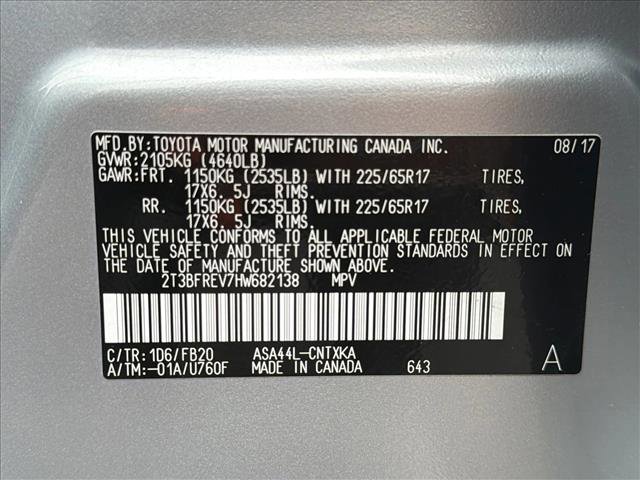 MFD.BY:TOYOTA MOTOR MANUFACTURING CANADA INC. 08/17
GVWR:2105KG (4640LB)
GAWR:FRT. 1150KG (2535LB) WITH 225/65R17 TIRES,
17X6. 5J RIMS.
RR. 1150KG (2535LB) WITH 225/65R17 TIRES,
17X6. 5J RIMS.
THIS VEHICLE CONFORMS TO ALL APPLICABLE FEDERAL MOTOR
VEHICLE SAFETY AND THEFT PREVENTION STANDARDS IN EFFECT ON
THE DATE OF MANUFACTURE SHOWN ABOVE.
2T3BFREV7HW682138 MPV
C/TR:1D6/FB20 ASA44L-CNTXKA
A/TM:-01A/U760F MADE IN CANADA 643 A